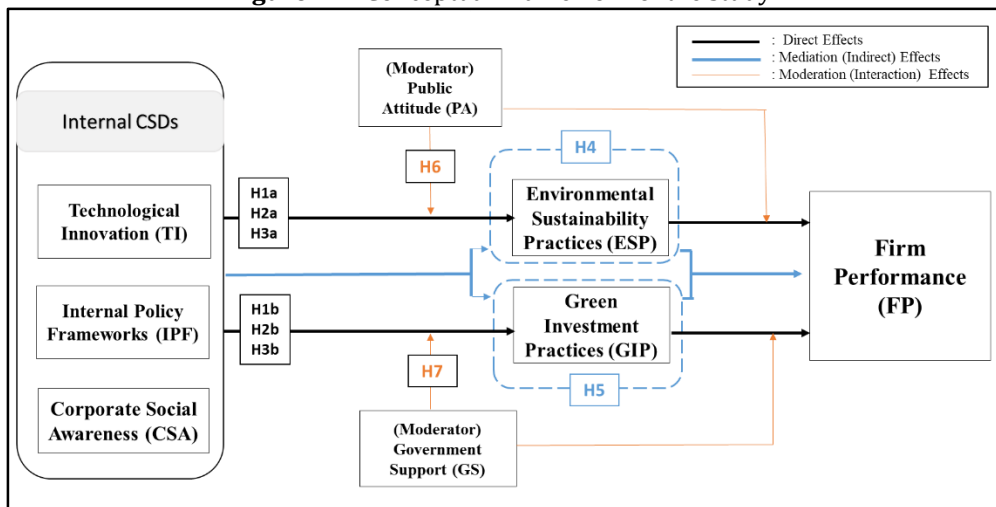 : Direct Effects
: Mediation (Indirect) Effects
: Moderation (Interaction) Effects
Internal CSDs
Technological
Innovation (TI)
Internal Policy
Frameworks (IPF)
Corporate Social
Awareness (CSA)
H1a
H2a
H3a
H1b
H2b
H3b
(Moderator)
Public
Attitude (PA)
H6
H4
Environmental
Sustainability
Practices (ESP)
Green
Investment
Practices (GIP)
H5
H7
(Moderator)
Government
Support (GS)
Firm
Performance
(FP)